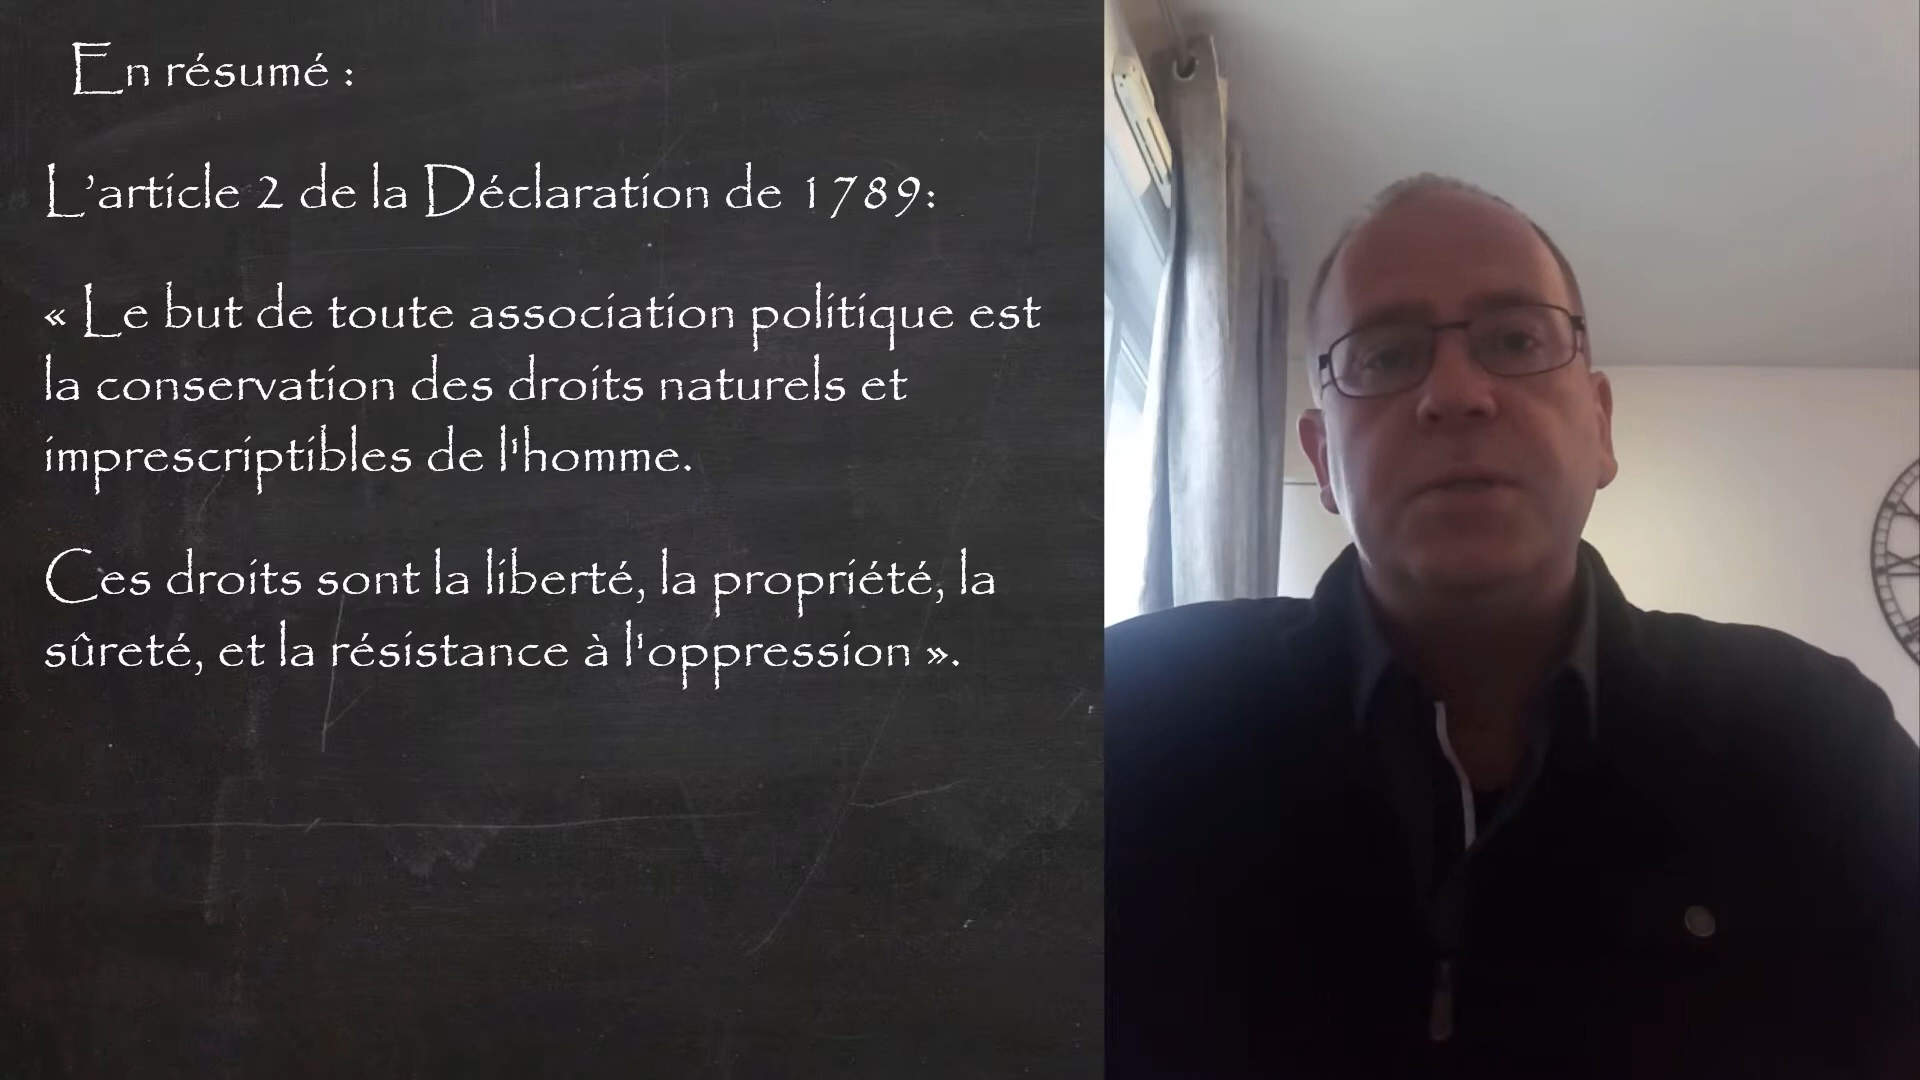 En résumé :
L’article 2 de la Déclaration de 1789:
« Le but de toute association politique est
la conservation des droits naturels et
imprescriptibles de l'homme.
Ces droits sont la liberté, la propriété, la
sûreté, et la résistance à l'oppression ».